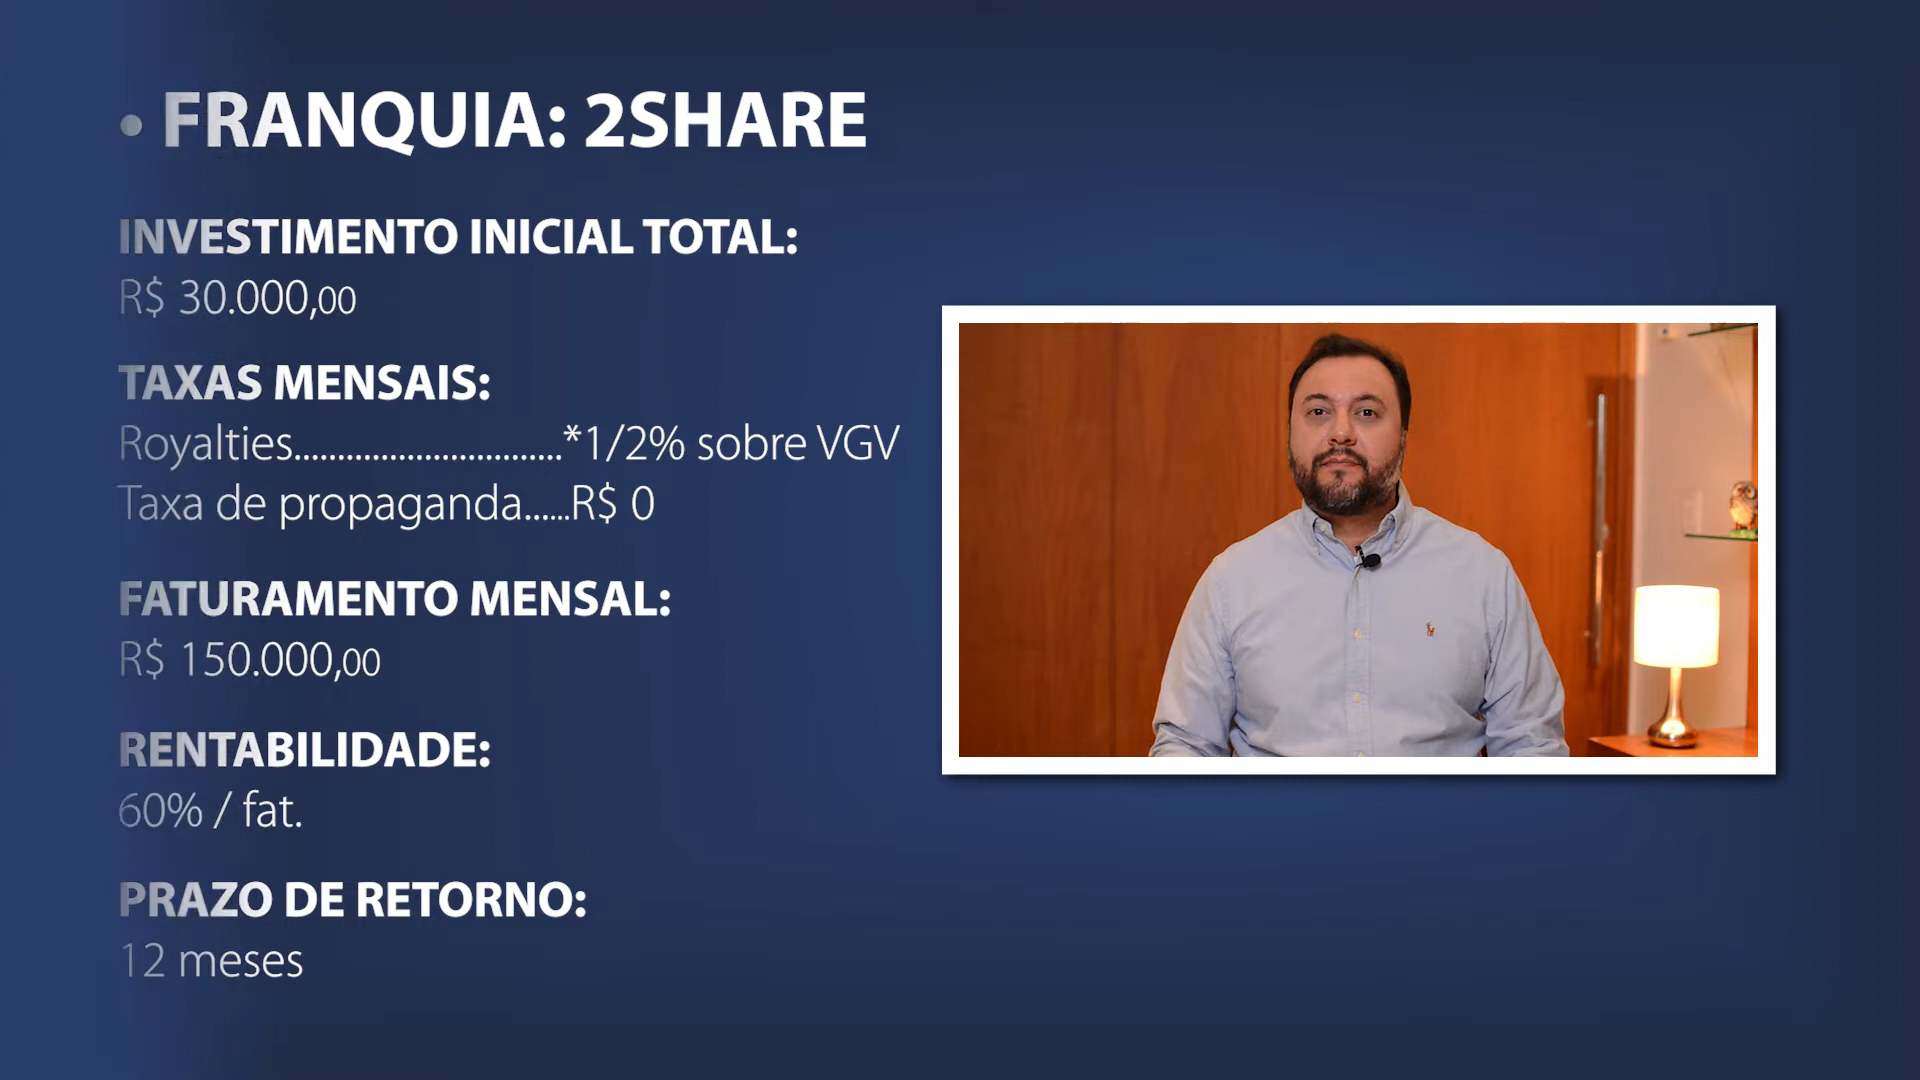 • FRANQUIA: 2SHARE
INVESTIMENTO INICIAL TOTAL:
R$ 30.000,00
TAXAS MENSAIS:
Royalties............................*1/2% sobre VGV
Taxa de propaganda......R$ 0
FATURAMENTO MENSAL:
R$ 150.000,00
RENTABILIDADE:
60% / fat.
PRAZO DE RETORNO:
12 meses